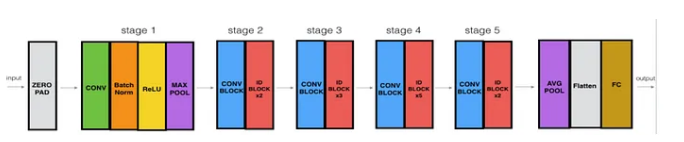 stage 1
stage 2
stage 3
stage 4
stage 5
input
ZERO
PAD
CONV
Batch
Norm
ReLU
MAX
POOL
CONV
BLOCK
ID
BLOCK
x2
CONV
BLOCK
ID
BLOCK
x3
CONV
BLOCK
ID
BLOCK
x5
CONV
BLOCK
ID
BLOCK
x2
AVG
POOL
Flatten
FC
output